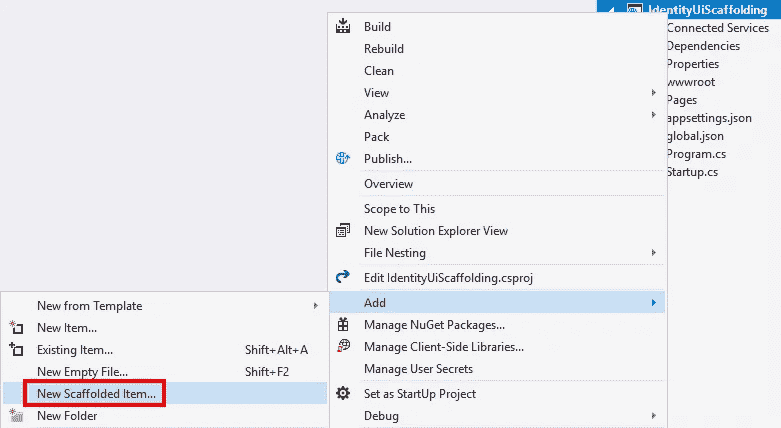 IdentityUiScaffolding
Connected Services
Dependencies
Properties
wwwroot
Pages
appsettings.json
global.json
Program.cs
Startup.cs
Build
Rebuild
Clean
View
Analyze
Pack
Publish...
Overview
Scope to This
New Solution Explorer View
File Nesting
Edit IdentityUiScaffolding.csproj
Add
Manage NuGet Packages...
Manage Client-Side Libraries...
Manage User Secrets
Set as StartUp Project
Debug
New from Template
New Item...
Existing Item... Shift+Alt+A
New Empty File... Shift+F2
New Scaffolded Item...
New Folder